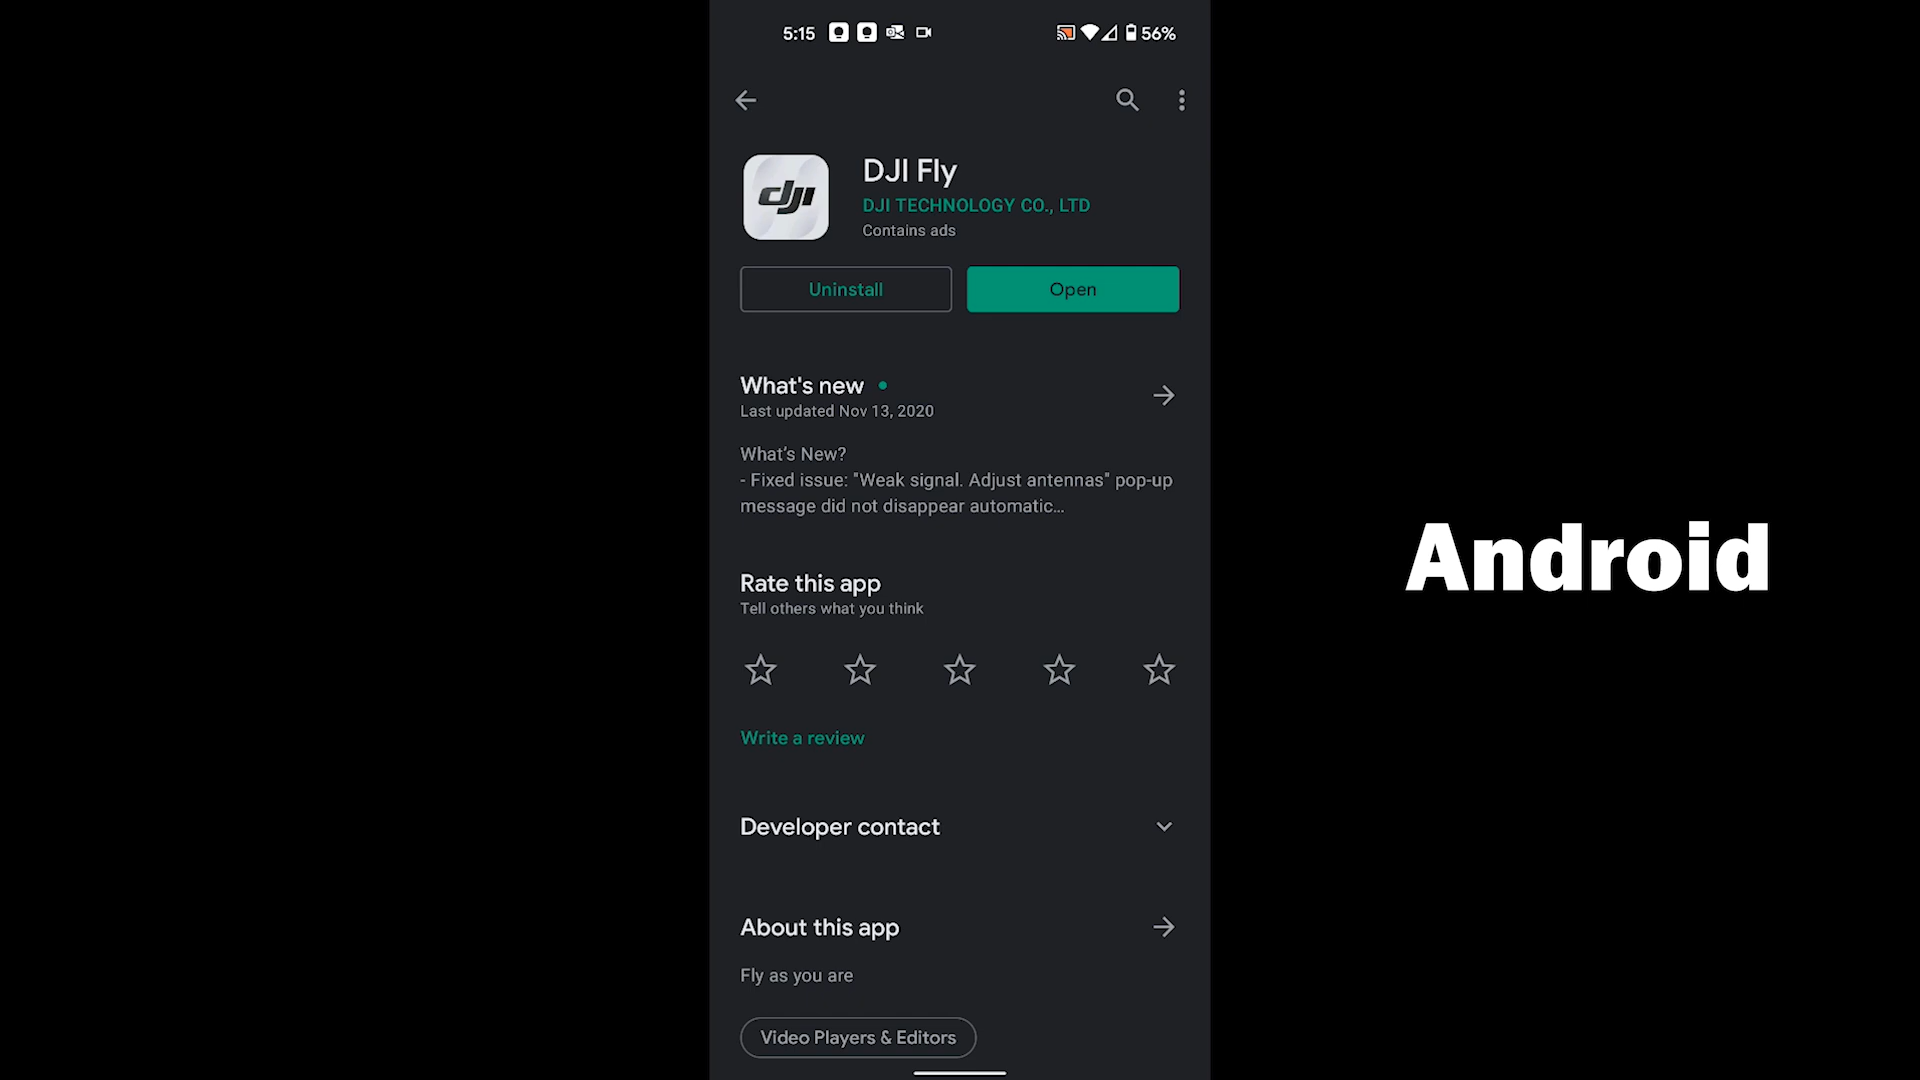 5:15
56%
DJI Fly
dji
DJI TECHNOLOGY CO., LTD
Contains ads
Uninstall
Open
What's new
Last updated Nov 13, 2020
What's New?
- Fixed issue: "Weak signal. Adjust antennas" pop-up
message did not disappear automatic...
Rate this app
Tell others what you think
Write a review
Developer contact
About this app
Fly as you are
Video Players & Editors
Android